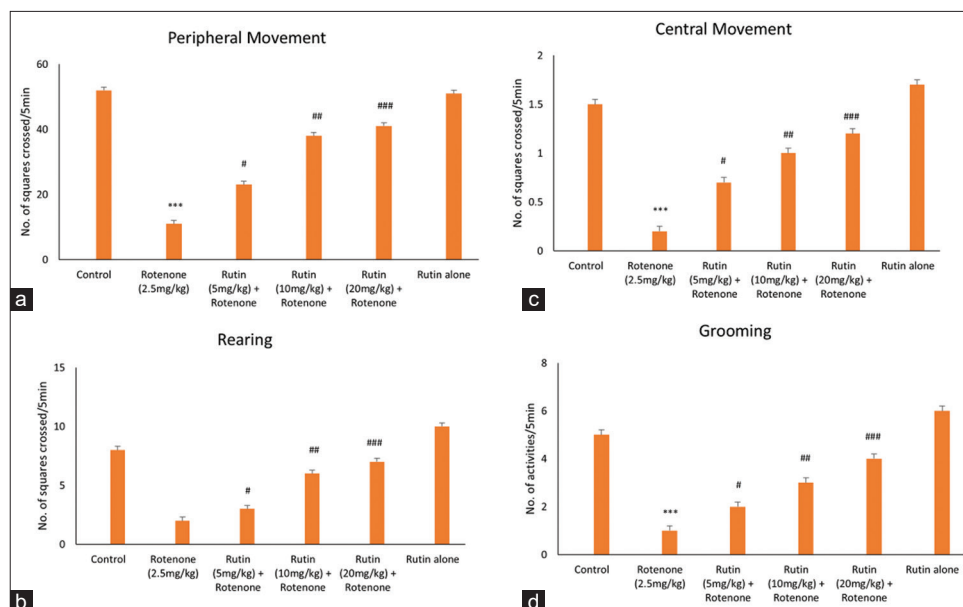 Peripheral Movement
No. of squares crossed/5min
60
40
20
0
***
#
##
###
Control
Rotenone
(2.5mg/kg)
Rutin
(5mg/kg) +
Rotenone
Rutin
(10mg/kg) +
Rotenone
Rutin
(20mg/kg) +
Rotenone
Rutin alone
a
Central Movement
No. of squares crossed/5min
2
1.5
1
0.5
0
***
#
##
###
Control
Rotenone
(2.5mg/kg)
Rutin
(5mg/kg) +
Rotenone
Rutin
(10mg/kg) +
Rotenone
Rutin
(20mg/kg) +
Rotenone
Rutin alone
c
Rearing
No. of squares crossed/5min
15
10
5
0
#
##
###
Control
Rotenone
(2.5mg/kg)
Rutin
(5mg/kg) +
Rotenone
Rutin
(10mg/kg) +
Rotenone
Rutin
(20mg/kg) +
Rotenone
Rutin alone
b
Grooming
No. of activities/5min
8
6
4
2
0
***
#
##
###
Control
Rotenone
(2.5mg/kg)
Rutin
(5mg/kg) +
Rotenone
Rutin
(10mg/kg) +
Rotenone
Rutin
(20mg/kg) +
Rotenone
Rutin alone
d